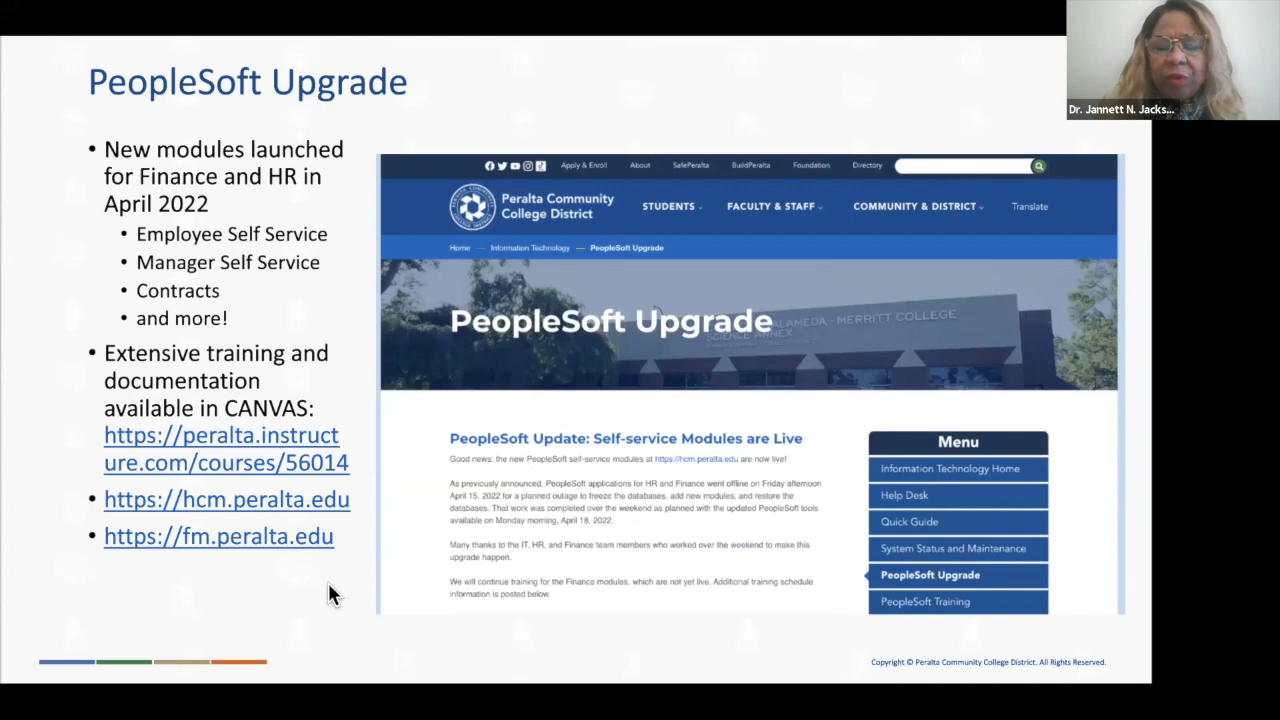 PeopleSoft Upgrade
• New modules launched
for Finance and HR in
April 2022
• Employee Self Service
• Manager Self Service
• Contracts
• and more!
• Extensive training and
documentation
available in CANVAS:
https://peralta.instruct
ure.com/courses/56014
• https://hcm.peralta.edu
• https://fm.peralta.edu
Apply & Enroll About SafePeralta BuildPeralta Foundation Directory
Peralta Community
College District
STUDENTS FACULTY & STAFF COMMUNITY & DISTRICT Translate
Home — Information Technology — PeopleSoft Upgrade
PeopleSoft Upgrade
ALAMEDA - MERRITT COLLEGE
SCIENCE ANNEX
PeopleSoft Update: Self-service Modules are Live
Good news: the new PeopleSoft self-service modules at https://hcm.peralta.edu are now live!
As previously announced, PeopleSoft applications for HR and Finance went offline on Friday afternoon
April 15, 2022 for a planned outage to freeze the databases, add new modules, and restore the
databases. That work was completed over the weekend as planned with the updated PeopleSoft tools
available on Monday morning, April 18, 2022.
Many thanks to the IT, HR, and Finance team members who worked over the weekend to make this
upgrade happen.
We will continue training for the Finance modules, which are not yet live. Additional training schedule
information is posted below.
Menu
Information Technology Home
Help Desk
Quick Guide
System Status and Maintenance
PeopleSoft Upgrade
PeopleSoft Training
Copyright © Peralta Community College District. All Rights Reserved.
Dr. Jannett N. Jacks...